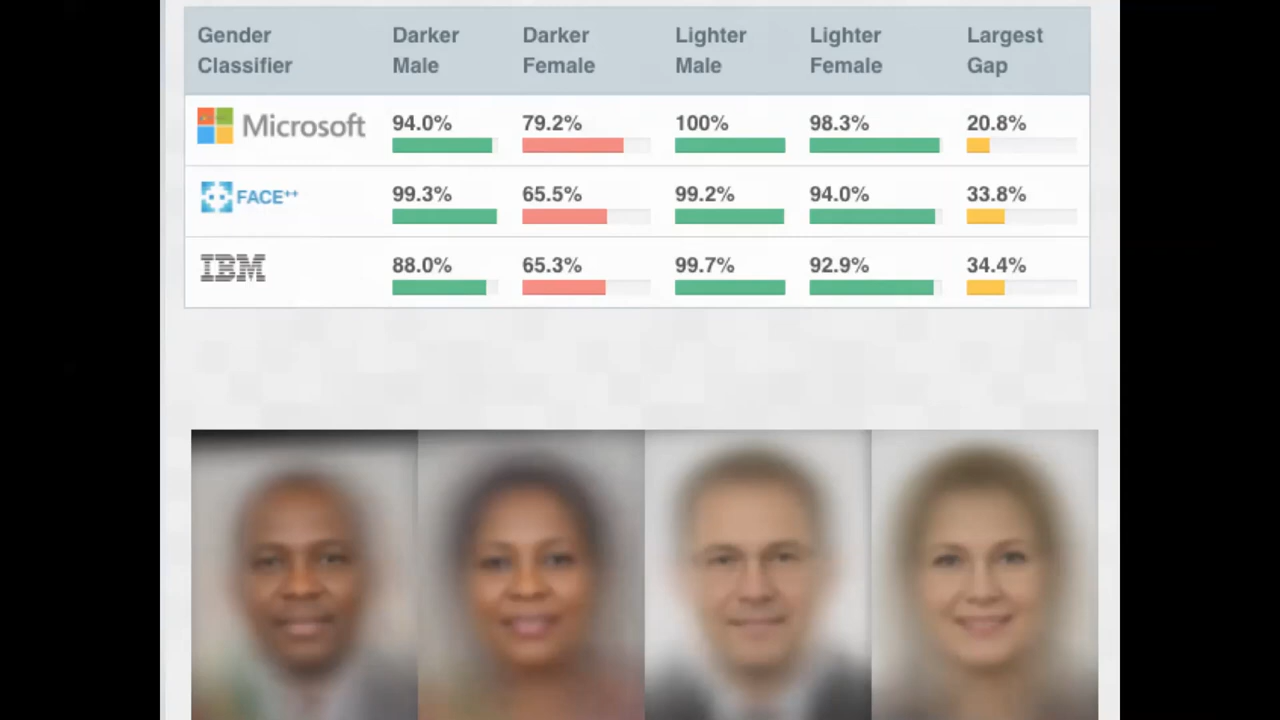 Gender Classifier Darker Male Darker Female Lighter Male Lighter Female Largest Gap
Microsoft 94.0% 79.2% 100% 98.3% 20.8%
FACE++ 99.3% 65.5% 99.2% 94.0% 33.8%
IBM 88.0% 65.3% 99.7% 92.9% 34.4%